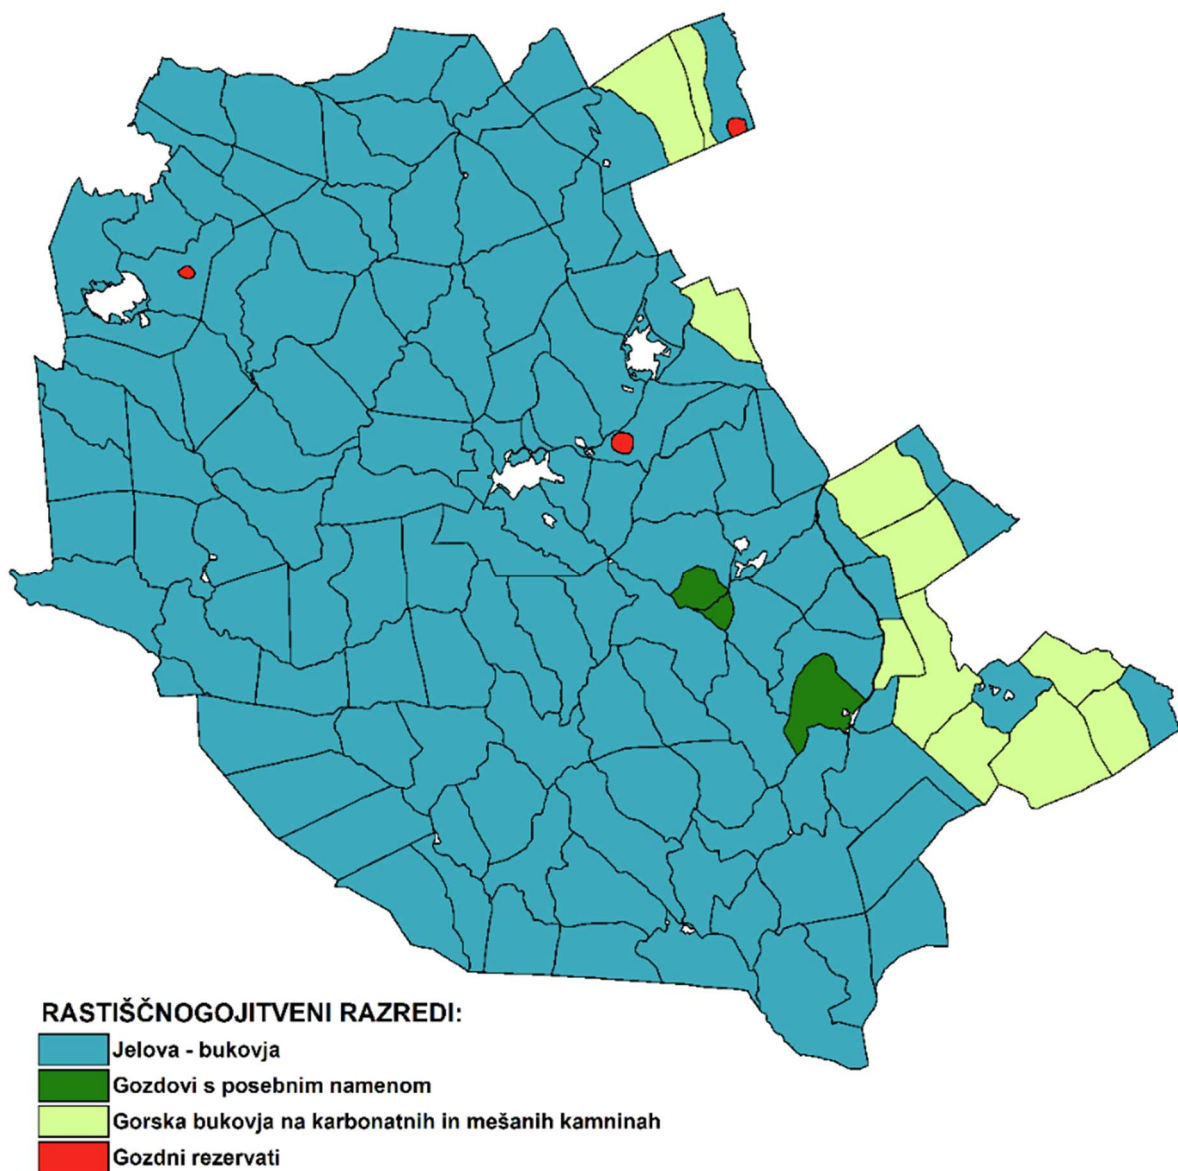 RASTIŠČNOGOJITVENI RAZREDI:
Jelova - bukovja
Gozdovi s posebnim namenom
Gorska bukovja na karbonatnih in mešanih kamninah
Gozdni rezervati